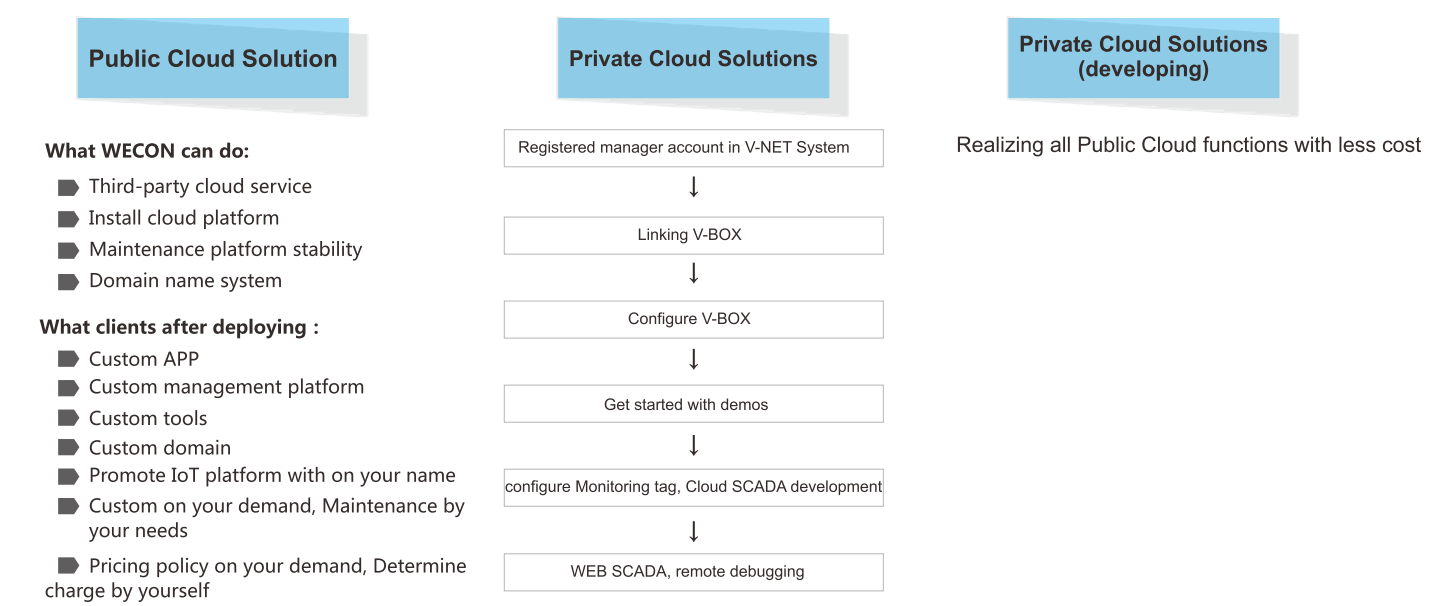 Public Cloud Solution
What WECON can do:
Third-party cloud service
Install cloud platform
Maintenance platform stability
Domain name system
What clients after deploying :
Custom APP
Custom management platform
Custom tools
Custom domain
Promote IoT platform with on your name
Custom on your demand, Maintenance by
your needs
Pricing policy on your demand, Determine
charge by yourself
Private Cloud Solutions
Registered manager account in V-NET System
↓
Linking V-BOX
↓
Configure V-BOX
↓
Get started with demos
↓
configure Monitoring tag, Cloud SCADA development
↓
WEB SCADA, remote debugging
Private Cloud Solutions
(developing)
Realizing all Public Cloud functions with less cost